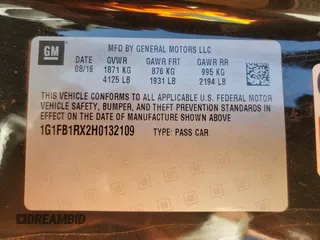 GM
MFD BY GENERAL MOTORS LLC
DATE GVWR GAWR FRT GAWR RR
08/16 1871 KG 876 KG 995 KG
4125 LB 1931 LB 2194 LB
THIS VEHICLE CONFORMS TO ALL APPLICABLE U.S. FEDERAL MOTOR
VEHICLE SAFETY, BUMPER, AND THEFT PREVENTION STANDARDS
IN EFFECT ON THE DATE OF MANUFACTURE SHOWN ABOVE
1G1FB1RX2H0132109 TYPE: PASS CAR
DREAMBID